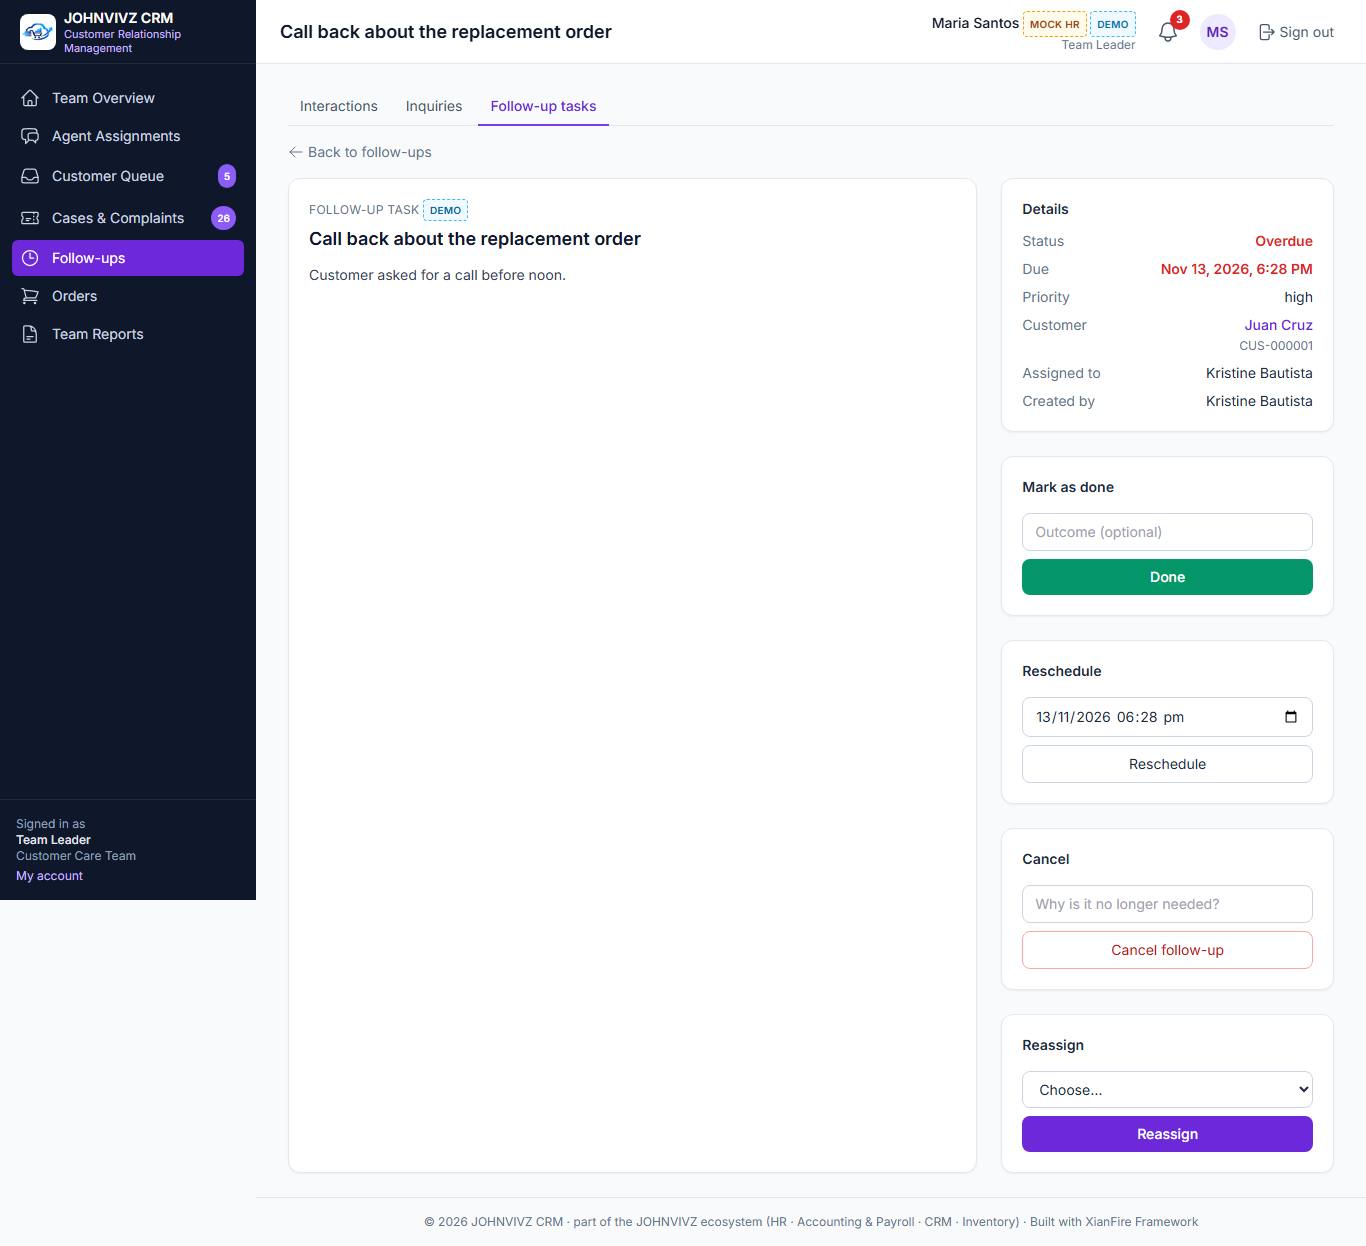 JOHNVIVZ CRM
Customer Relationship
Management
Team Overview
Agent Assignments
Customer Queue 5
Cases & Complaints 26
Follow-ups
Orders
Team Reports
Signed in as
Team Leader
Customer Care Team
My account
Call back about the replacement order
Maria Santos MOCK HR DEMO
Team Leader
3
MS
Sign out
Interactions Inquiries Follow-up tasks
← Back to follow-ups
FOLLOW-UP TASK DEMO
Call back about the replacement order
Customer asked for a call before noon.
Details
Status Overdue
Due Nov 13, 2026, 6:28 PM
Priority high
Customer Juan Cruz
CUS-000001
Assigned to Kristine Bautista
Created by Kristine Bautista
Mark as done
Outcome (optional)
Done
Reschedule
13/11/2026 06:28 pm
Reschedule
Cancel
Why is it no longer needed?
Cancel follow-up
Reassign
Choose...
Reassign
© 2026 JOHNVIVZ CRM · part of the JOHNVIVZ ecosystem (HR · Accounting & Payroll · CRM · Inventory) · Built with XianFire Framework